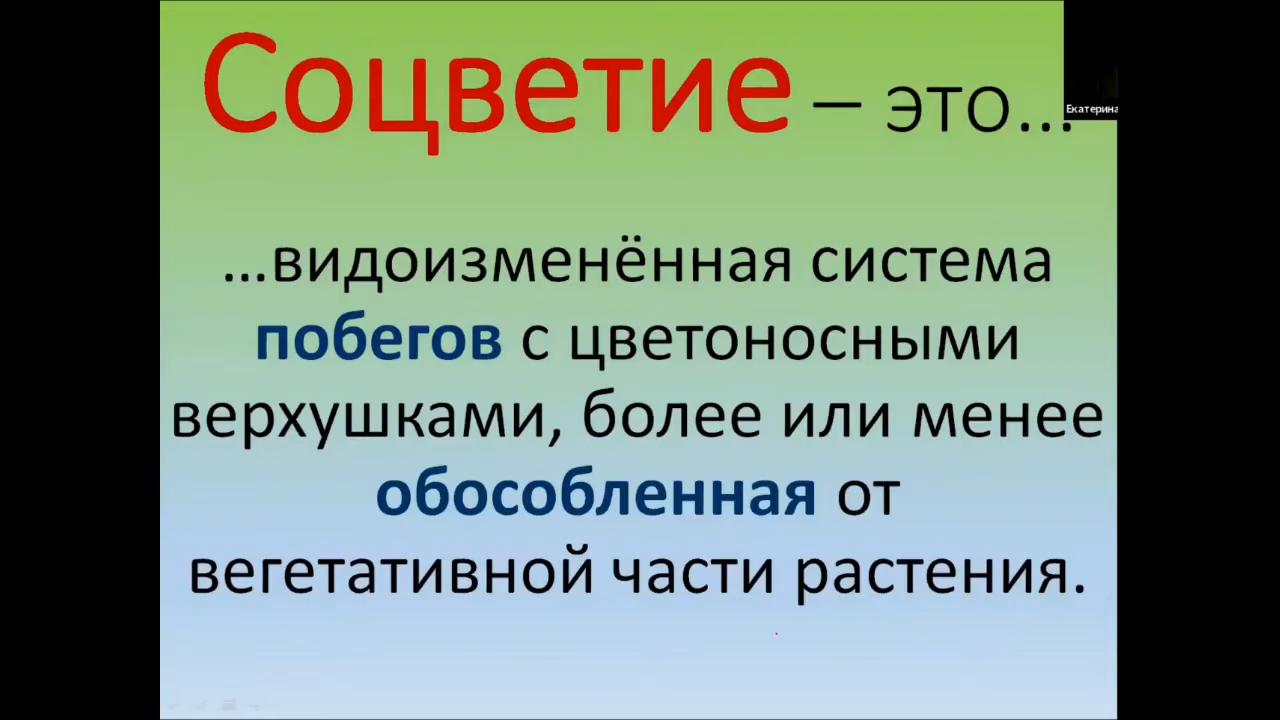 Соцветие – это...
Екатерина
...видоизменённая система
побегов с цветоносными
верхушками, более или менее
обособленная от
вегетативной части растения.